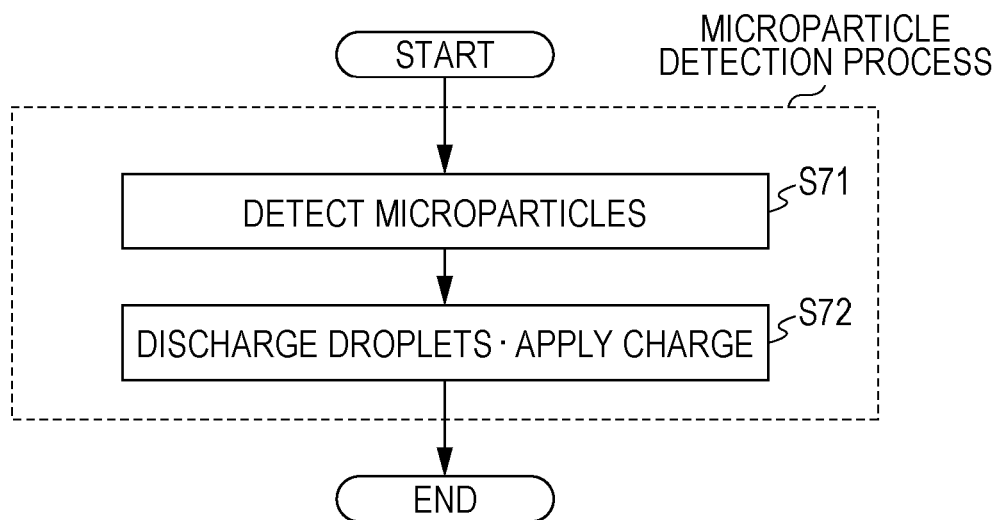 START
MICROPARTICLE
DETECTION PROCESS
S71
DETECT MICROPARTICLES
S72
DISCHARGE DROPLETS · APPLY CHARGE
END